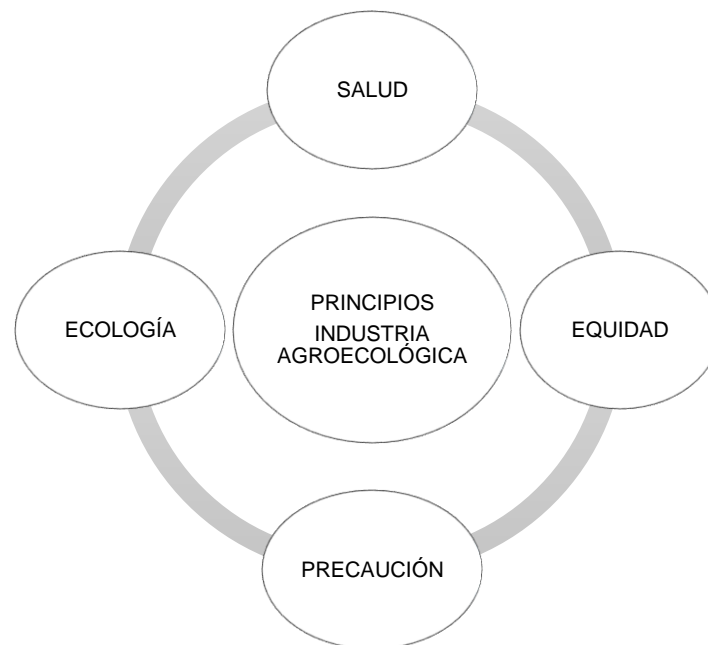 SALUD
PRINCIPIOS
INDUSTRIA
AGROECOLÓGICA
ECOLOGÍA
EQUIDAD
PRECAUCIÓN